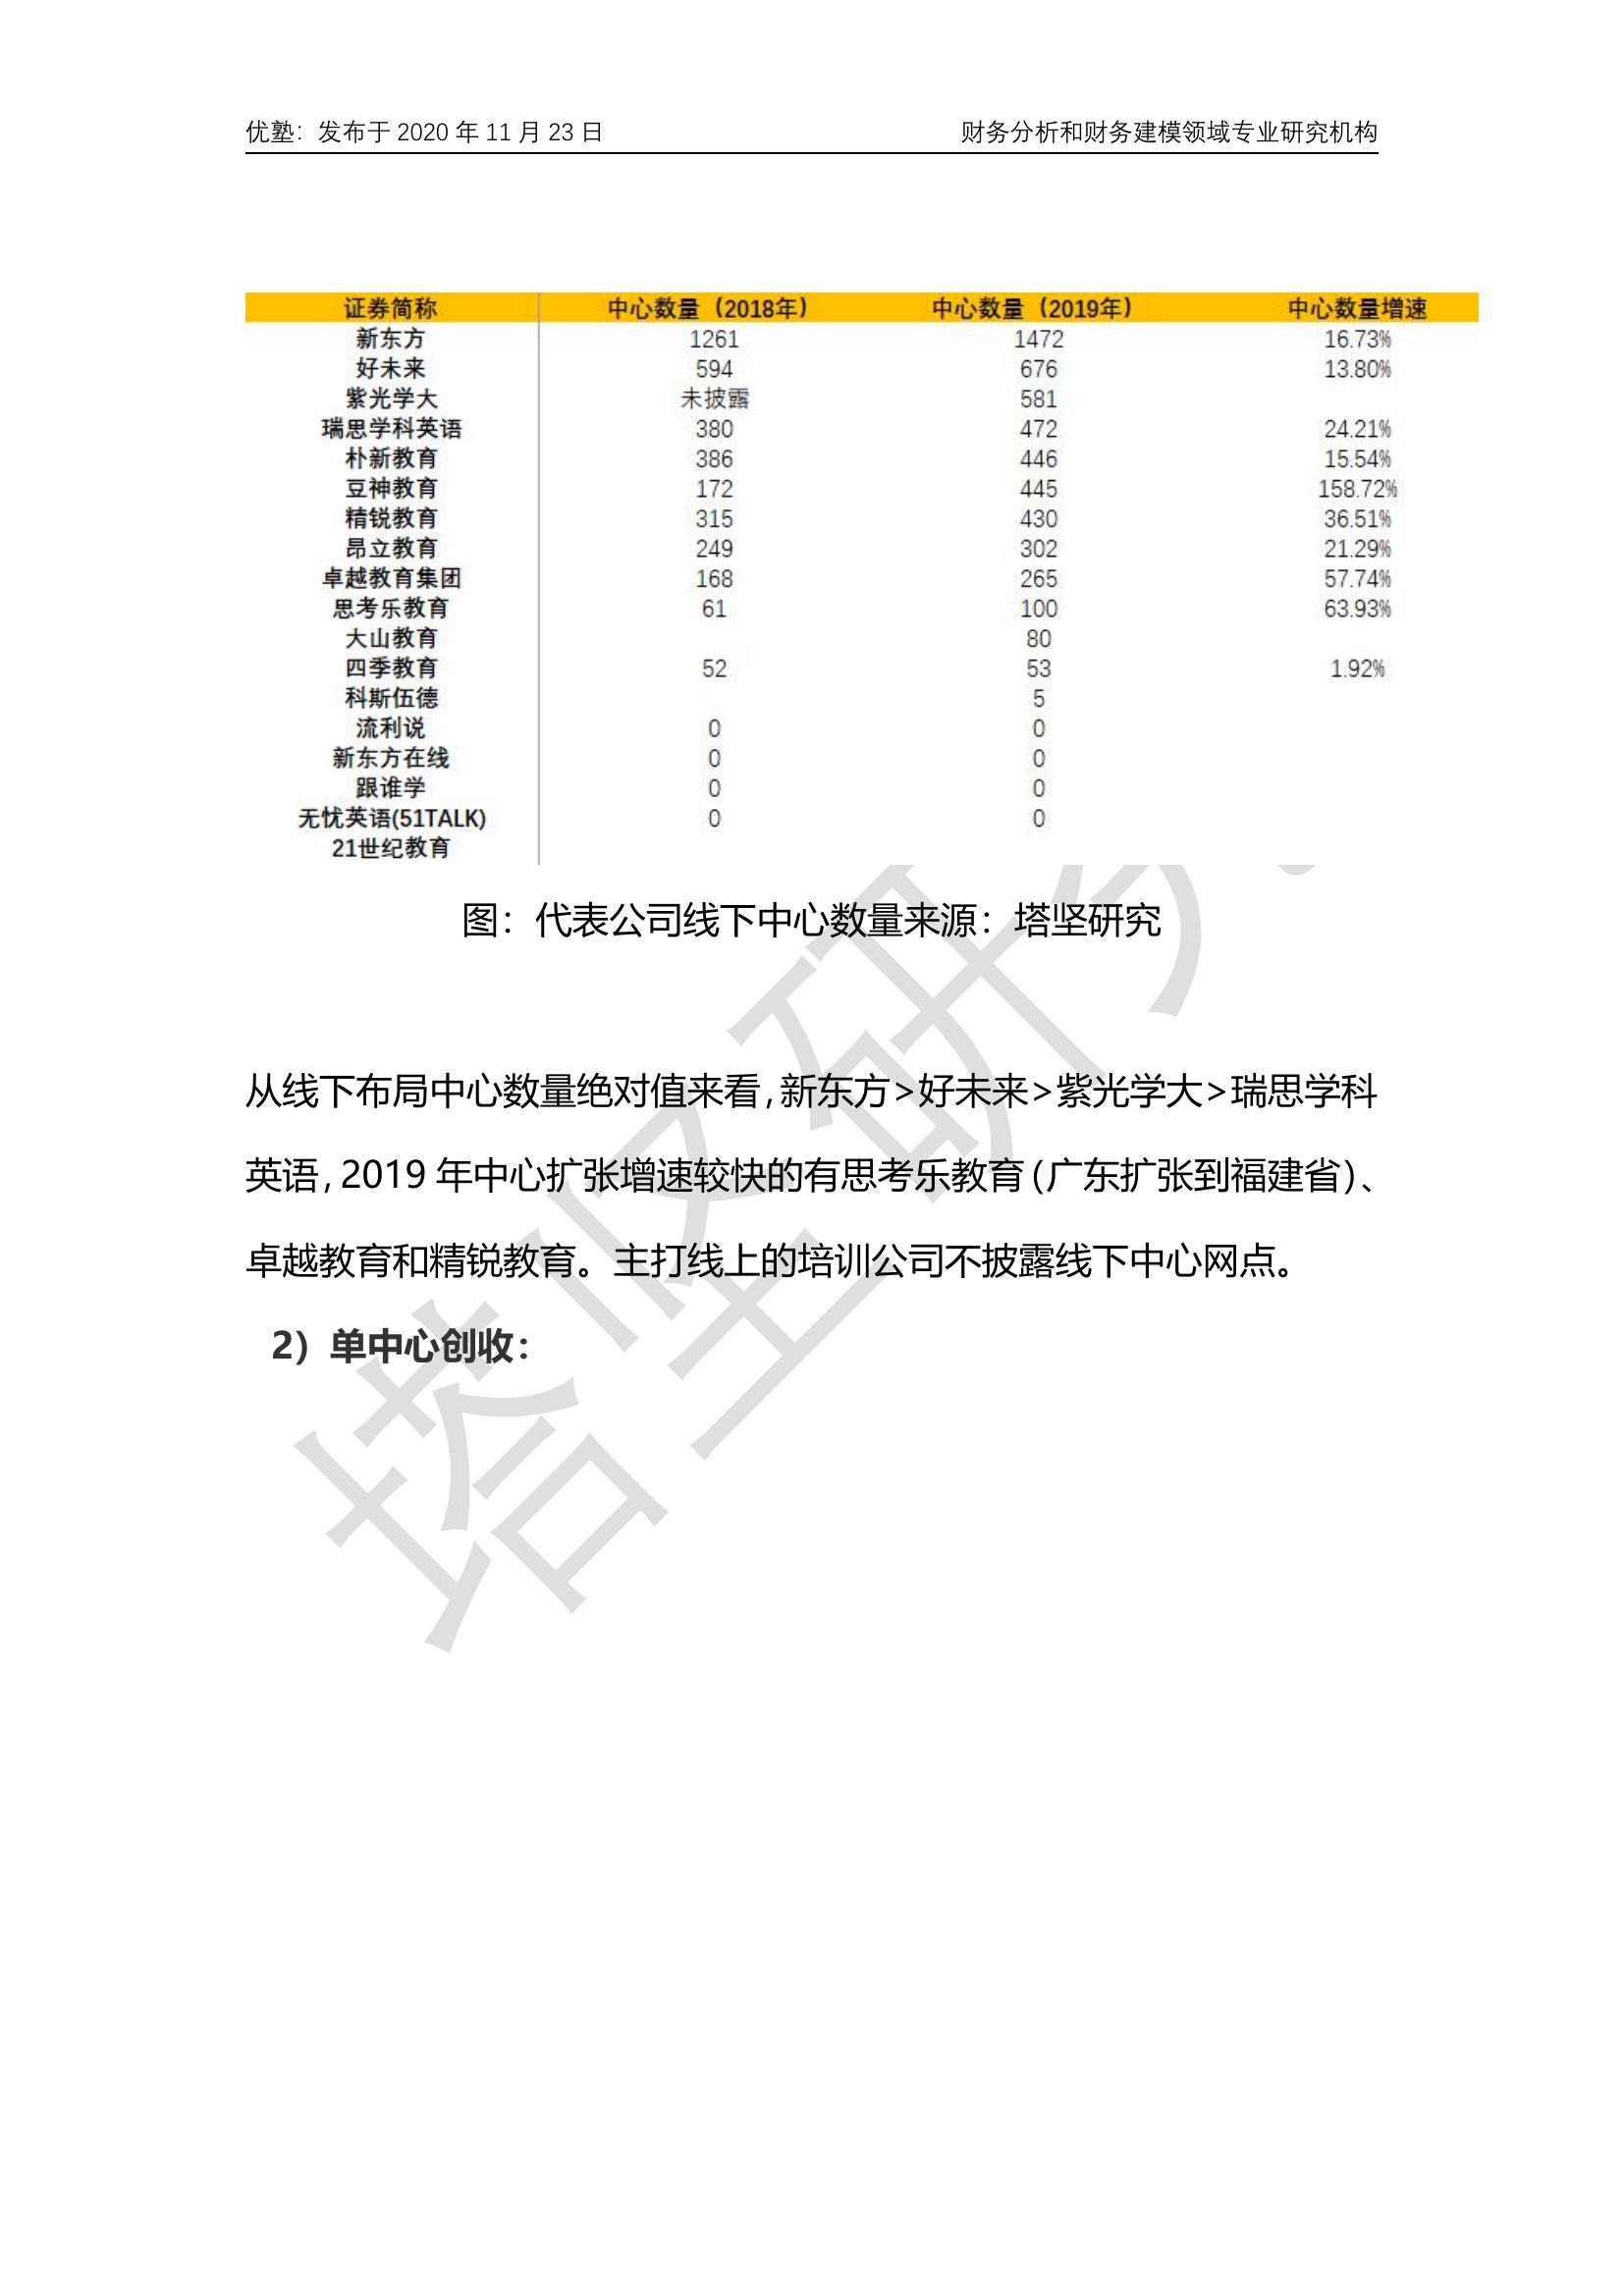 优塾：发布于 2020 年 11 月 23 日 财务分析和财务建模领域专业研究机构
证券简称 中心数量（2018年） 中心数量（2019年） 中心数量增速
新东方 1261 1472 16.73%
好未来 594 676 13.80%
紫光学大 未披露 581
瑞思学科英语 380 472 24.21%
朴新教育 386 446 15.54%
豆神教育 172 445 158.72%
精锐教育 315 430 36.51%
昂立教育 249 302 21.29%
卓越教育集团 168 265 57.74%
思考乐教育 61 100 63.93%
大山教育 80
四季教育 52 53 1.92%
科斯伍德 5
流利说 0 0
新东方在线 0 0
跟谁学 0 0
无忧英语(51TALK) 0 0
21世纪教育
图：代表公司线下中心数量来源：塔坚研究
从线下布局中心数量绝对值来看，新东方>好未来>紫光学大>瑞思学科
英语，2019 年中心扩张增速较快的有思考乐教育（广东扩张到福建省）、
卓越教育和精锐教育。主打线上的培训公司不披露线下中心网点。
2）单中心创收：
塔坚研究